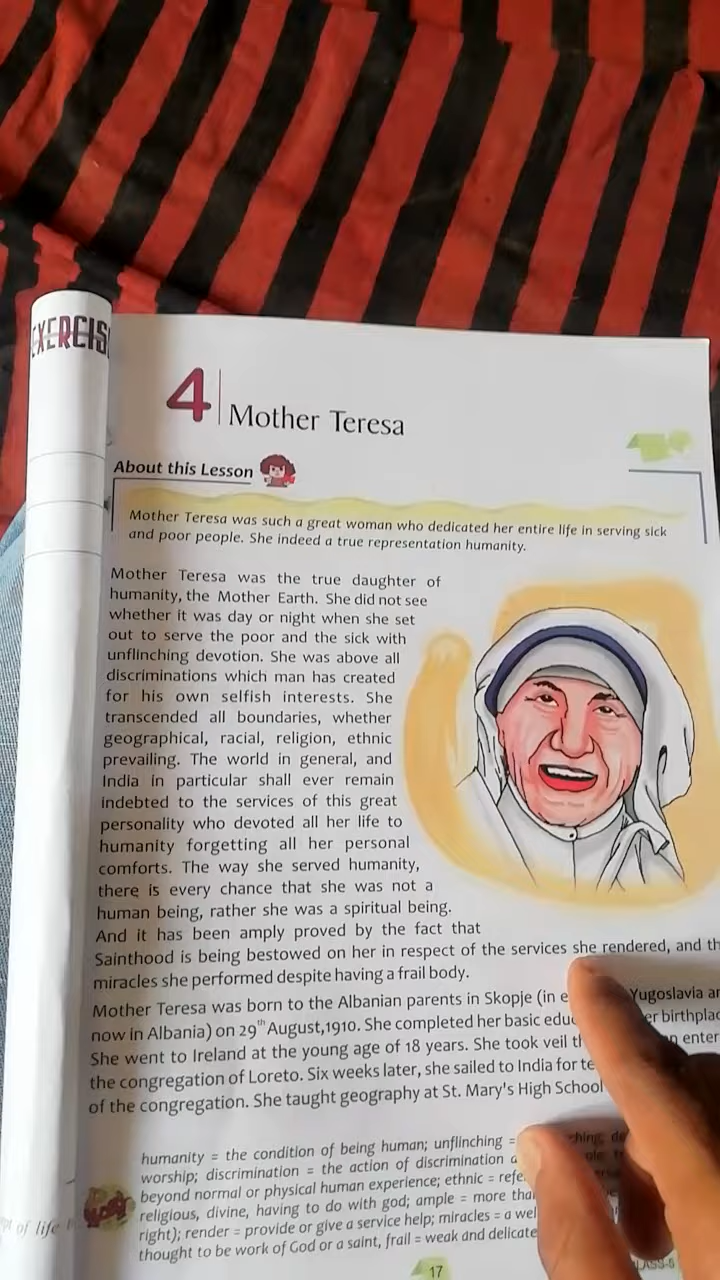 EXERCIS
4
Mother Teresa
About this Lesson
Mother Teresa was such a great woman who dedicated her entire life in serving sick
and poor people. She indeed a true representation humanity.
Mother Teresa was the true daughter of
humanity, the Mother Earth. She did not see
whether it was day or night when she set
out to serve the poor and the sick with
unflinching devotion. She was above all
discriminations which man has created
for his own selfish interests. She
transcended all boundaries, whether
geographical, racial, religion, ethnic
prevailing. The world in general, and
India in particular shall ever remain
indebted to the services of this great
personality who devoted all her life to
humanity forgetting all her personal
comforts. The way she served humanity,
there is every chance that she was not a
human being, rather she was a spiritual being.
And it has been amply proved by the fact that
Sainthood is being bestowed on her in respect of the services she rendered, and th
miracles she performed despite having a frail body.
Mother Teresa was born to the Albanian parents in Skopje (in e Yugoslavia
now in Albania) on 29th August,1910. She completed her basic edu er birthplac
She went to Ireland at the young age of 18 years. She took veil enter
the congregation of Loreto. Six weeks later, she sailed to India for te
of the congregation. She taught geography at St. Mary's High School
humanity = the condition of being human; unflinching =
worship; discrimination = the action of discrimination
beyond normal or physical human experience; ethnic = refe
religious, divine, having to do with god; ample = more tha
right); render = provide or give a service help; miracles = a wel
thought to be work of God or a saint, frail = weak and delicate
of life
17
CLASS-5